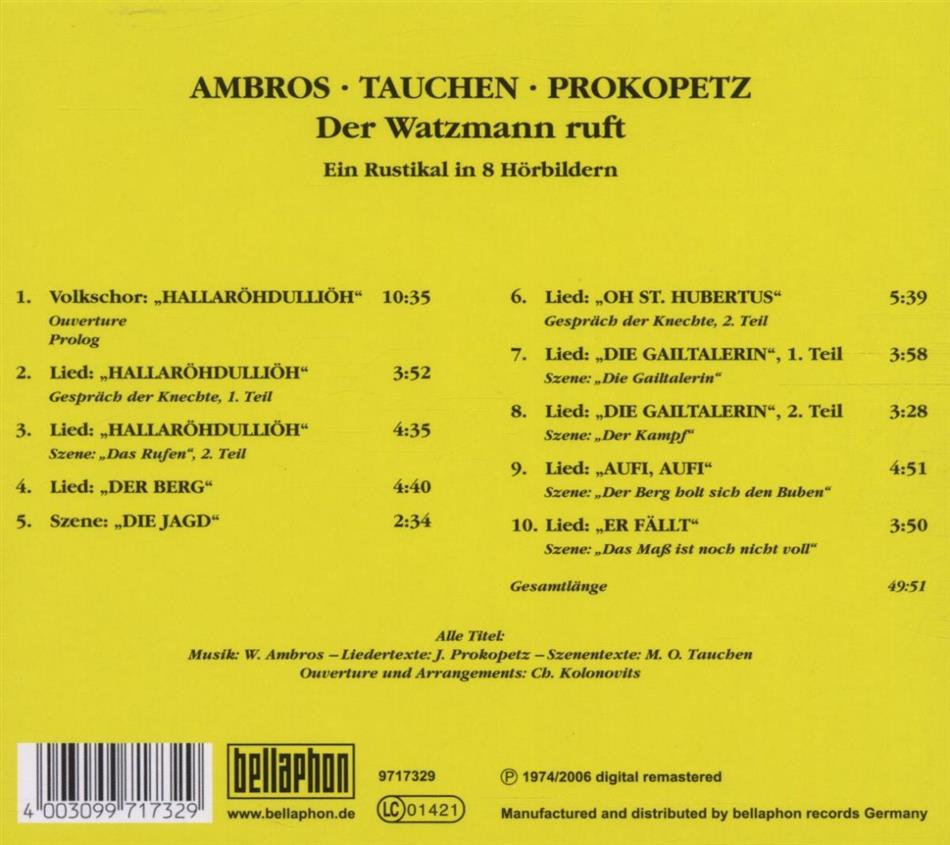 AMBROS · TAUCHEN · PROKOPETZ
Der Watzmann ruft
Ein Rustikal in 8 Hörbildern
1. Volkschor: „HALLARÖHDULLIÖH“ 10:35
Ouverture
Prolog
2. Lied: „HALLARÖHDULLIÖH“ 3:52
Gespräch der Knechte, 1. Teil
3. Lied: „HALLARÖHDULLIÖH“ 4:35
Szene: „Das Rufen“, 2. Teil
4. Lied: „DER BERG“ 4:40
5. Szene: „DIE JAGD“ 2:34
6. Lied: „OH ST. HUBERTUS“ 5:39
Gespräch der Knechte, 2. Teil
7. Lied: „DIE GAILTALERIN“, 1. Teil 3:58
Szene: „Die Gailtalerin“
8. Lied: „DIE GAILTALERIN“, 2. Teil 3:28
Szene: „Der Kampf“
9. Lied: „AUFI, AUFI“ 4:51
Szene: „Der Berg holt sich den Buben“
10. Lied: „ER FÄLLT“ 3:50
Szene: „Das Maß ist noch nicht voll“
Gesamtlänge 49:51
Alle Titel:
Musik: W. Ambros – Liedertexte: J. Prokopetz – Szenentexte: M. O. Tauchen
Ouverture und Arrangements: Ch. Kolonovits
4 003099 717329
bellaphon
www.bellaphon.de
9717329
LC 01421
℗ 1974/2006 digital remastered
Manufactured and distributed by bellaphon records Germany